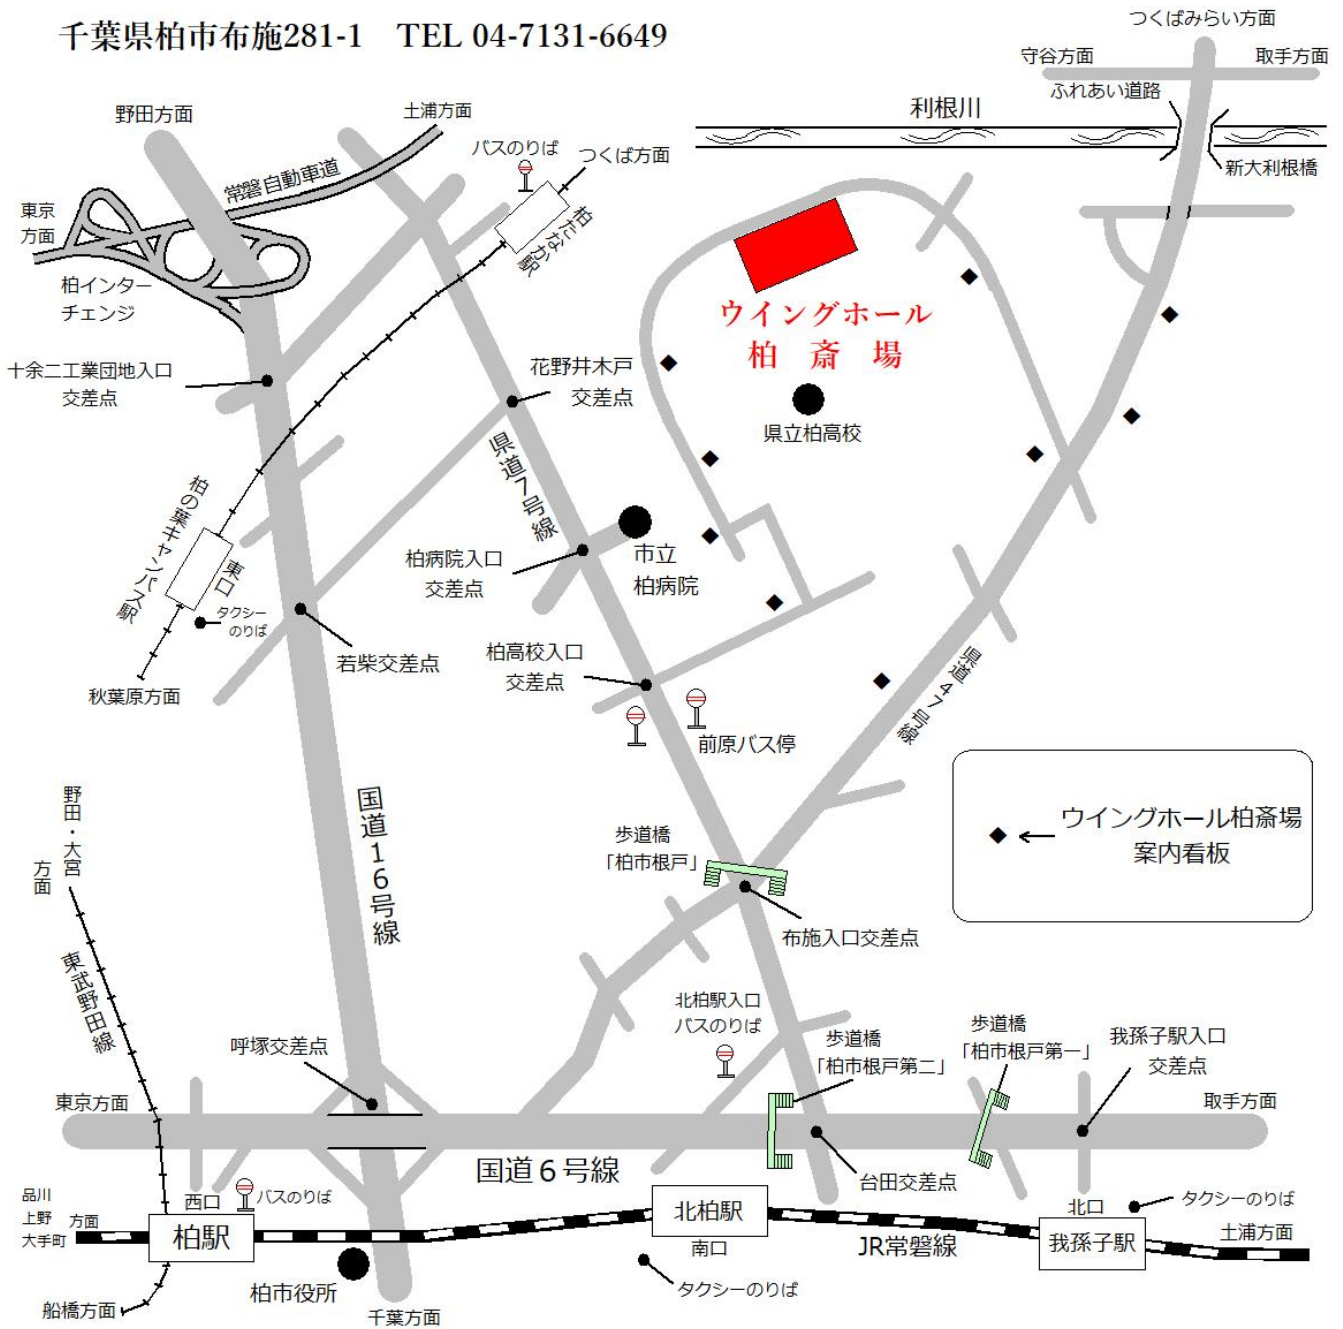 千葉県柏市布施281-1　TEL 04-7131-6649
つくばみらい方面
守谷方面
取手方面
ふれあい道路
利根川
新大利根橋
野田方面
土浦方面
常磐自動車道
バスのりば
つくば方面
柏たなか駅
東京
方面
柏インター
チェンジ
ウイングホール
柏 斎 場
県立柏高校
十余二工業団地入口
交差点
花野井木戸
交差点
県道7号線
柏の葉キャンパス駅
東口
タクシー
のりば
秋葉原方面
若柴交差点
柏病院入口
交差点
市立
柏病院
柏高校入口
交差点
前原バス停
県道47号線
ウイングホール柏斎場
案内看板
国道16号線
歩道橋
「柏市根戸」
布施入口交差点
野田・大宮
方面
東武野田線
北柏駅入口
バスのりば
歩道橋
「柏市根戸第二」
歩道橋
「柏市根戸第一」
我孫子駅入口
交差点
呼塚交差点
東京方面
取手方面
国道6号線
台田交差点
品川
上野
大手町
方面
西口
バスのりば
柏駅
北柏駅
南口
タクシーのりば
JR常磐線
北口
タクシーのりば
我孫子駅
土浦方面
柏市役所
船橋方面
千葉方面